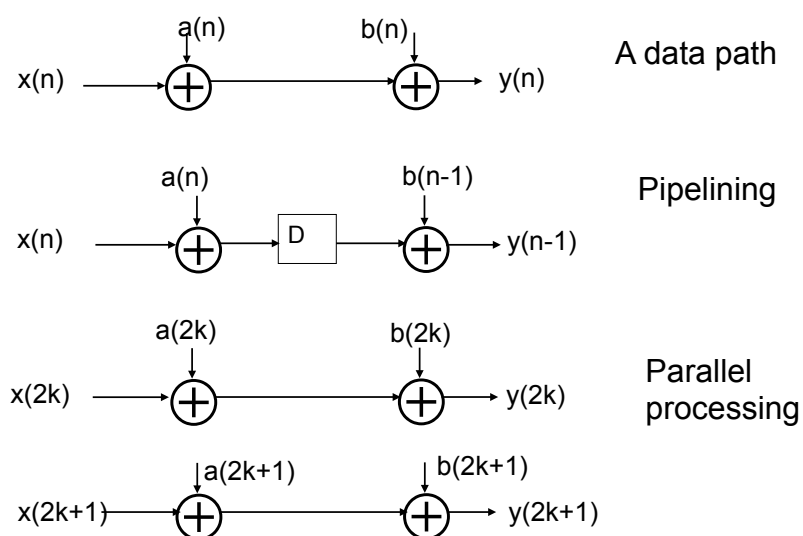 a(n) b(n)
x(n) y(n) A data path
a(n) b(n-1)
x(n) D y(n-1) Pipelining
a(2k) b(2k)
x(2k) y(2k) Parallel
processing
a(2k+1) b(2k+1)
x(2k+1) y(2k+1)